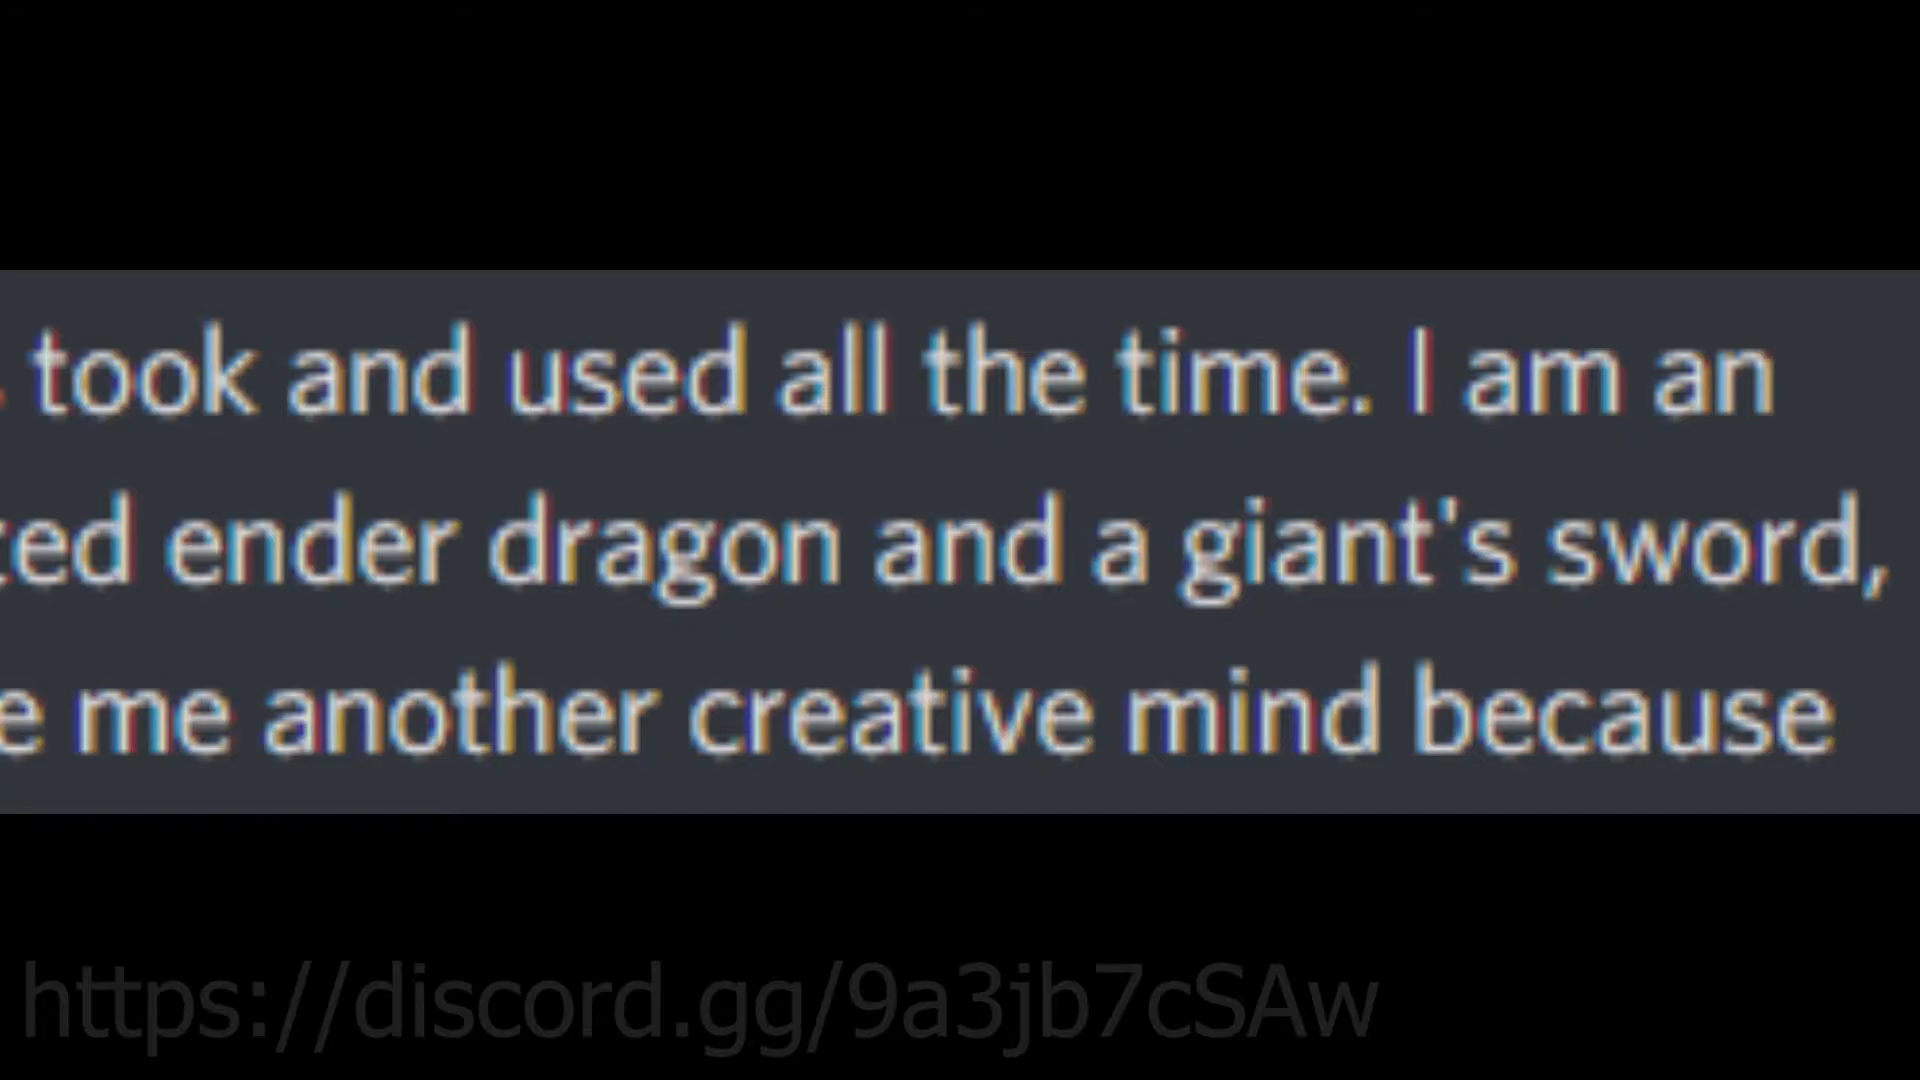 took and used all the time. I am an
ender dragon and a giant's sword,
me another creative mind because
https://discord.gg/9a3jb7cSAw